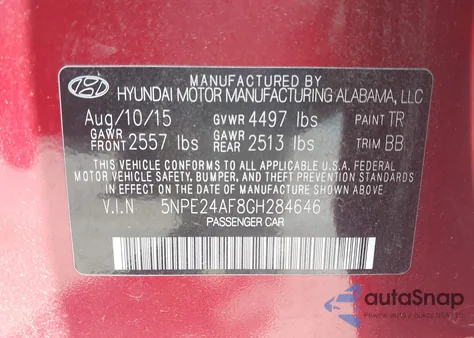 MANUFACTURED BY
HYUNDAI MOTOR MANUFACTURING ALABAMA, LLC
Aug/10/15 GVWR 4497 lbs PAINT TR
GAWR FRONT 2557 lbs GAWR REAR 2513 lbs TRIM BB
THIS VEHICLE CONFORMS TO ALL APPLICABLE U.S.A. FEDERAL
MOTOR VEHICLE SAFETY, BUMPER, AND THEFT PREVENTION
STANDARDS IN EFFECT ON THE DATE OF MANUFACTURE SHOWN ABOVE.
V.I.N 5NPE24AF8GH284646
PASSENGER CAR
autoSnap